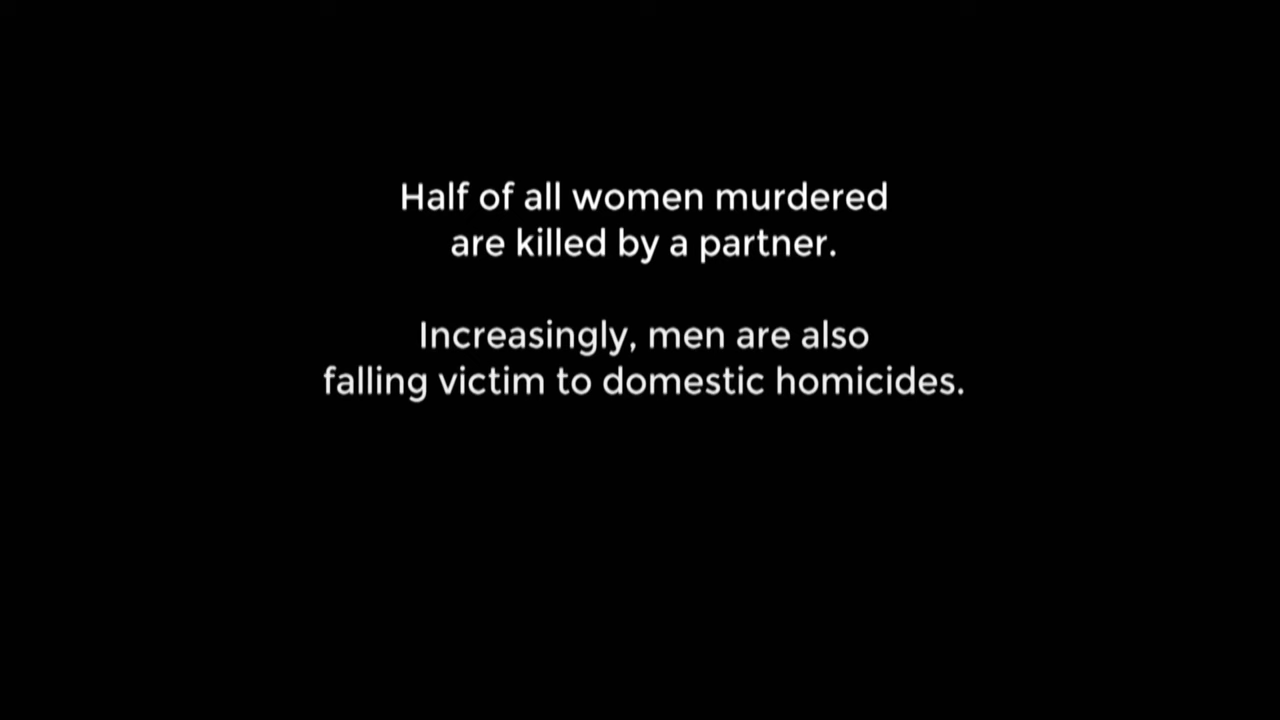 Half of all women murdered
are killed by a partner.
Increasingly, men are also
falling victim to domestic homicides.